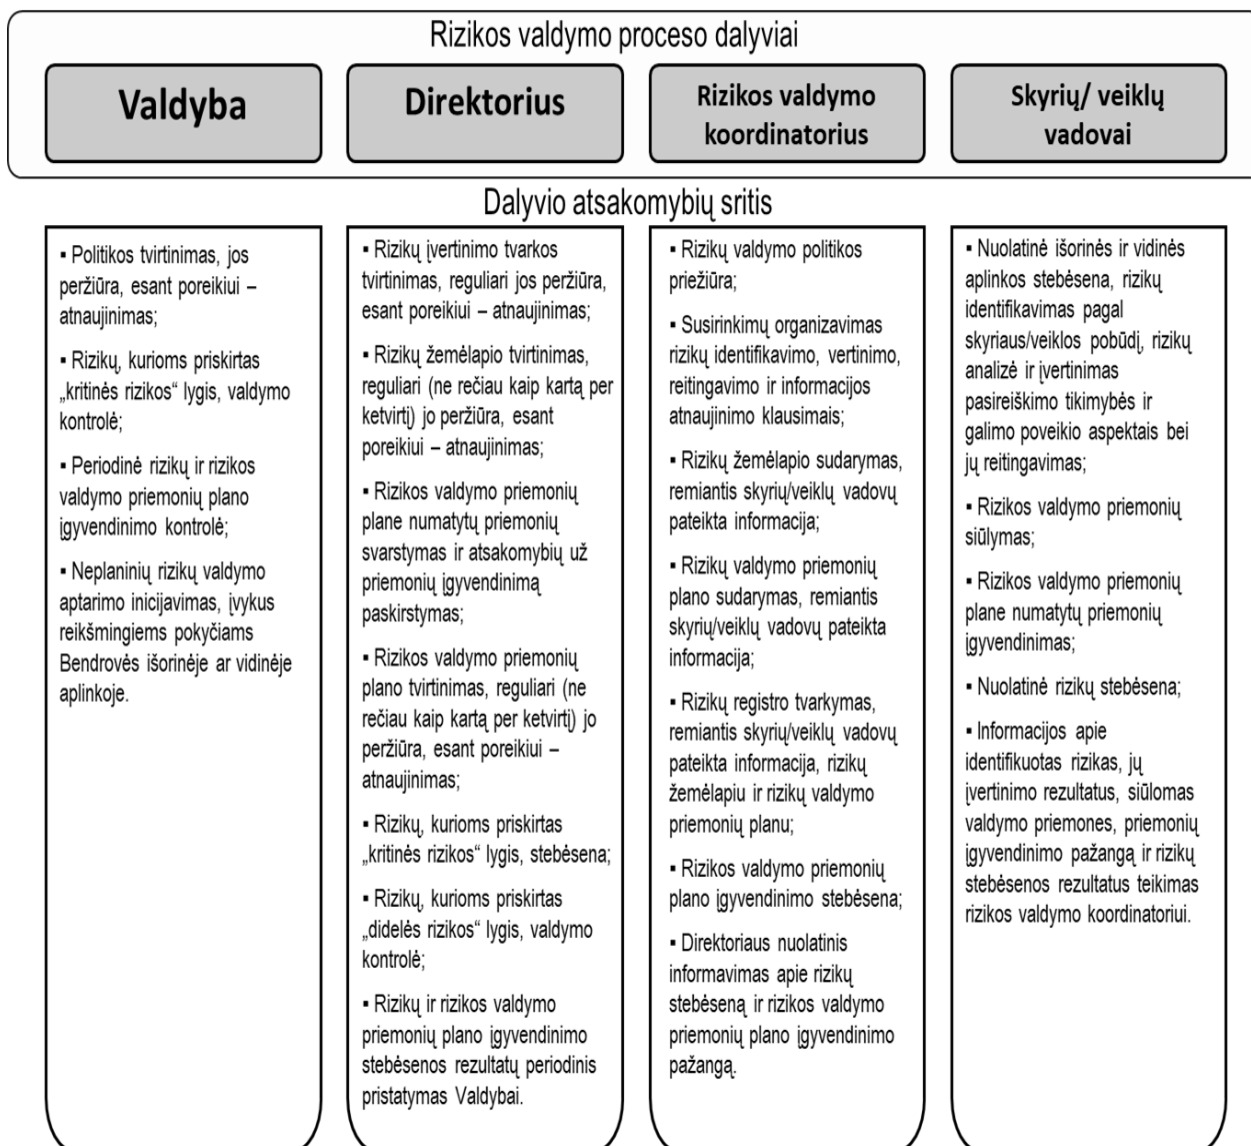 Rizikos valdymo proceso dalyviai
Valdyba
Direktorius
Rizikos valdymo
koordinatorius
Skyrių/ veiklų
vadovai
Dalyvio atsakomybių sritis
▪ Politikos tvirtinimas, jos
peržiūra, esant poreikiui –
atnaujinimas;
▪ Rizikų, kurioms priskirtas
„kritinės rizikos“ lygis, valdymo
kontrolė;
▪ Periodinė rizikų ir rizikos
valdymo priemonių plano
įgyvendinimo kontrolė;
▪ Neplaninių rizikų valdymo
aptarimo inicijavimas, įvykus
reikšmingiems pokyčiams
Bendrovės išorinėje ar vidinėje
aplinkoje.
▪ Rizikų įvertinimo tvarkos
tvirtinimas, reguliari jos peržiūra,
esant poreikiui – atnaujinimas;
▪ Rizikų žemėlapio tvirtinimas,
reguliari (ne rečiau kaip kartą per
ketvirtį) jo peržiūra, esant
poreikiui – atnaujinimas;
▪ Rizikos valdymo priemonių
plane numatytų priemonių
svarstymas ir atsakomybių už
priemonių įgyvendinimą
paskirstymas;
▪ Rizikos valdymo priemonių
plano tvirtinimas, reguliari (ne
rečiau kaip kartą per ketvirtį) jo
peržiūra, esant poreikiui –
atnaujinimas;
▪ Rizikų, kurioms priskirtas
„kritinės rizikos“ lygis, stebėsena;
▪ Rizikų, kurioms priskirtas
„didelės rizikos“ lygis, valdymo
kontrolė;
▪ Rizikų ir rizikos valdymo
priemonių plano įgyvendinimo
stebėsenos rezultatų periodinis
pristatymas Valdybai.
▪ Rizikų valdymo politikos
priežiūra;
▪ Susirinkimų organizavimas
rizikų identifikavimo, vertinimo,
reitingavimo ir informacijos
atnaujinimo klausimais;
▪ Rizikų žemėlapio sudarymas,
remiantis skyrių/veiklų vadovų
pateikta informacija;
▪ Rizikų valdymo priemonių
plano sudarymas, remiantis
skyrių/veiklų vadovų pateikta
informacija;
▪ Rizikų registro tvarkymas,
remiantis skyrių/veiklų vadovų
pateikta informacija, rizikų
žemėlapiu ir rizikų valdymo
priemonių planu;
▪ Rizikos valdymo priemonių
plano įgyvendinimo stebėsena;
▪ Direktoriaus nuolatinis
informavimas apie rizikų
stebėseną ir rizikos valdymo
priemonių plano įgyvendinimo
pažangą.
▪ Nuolatinė išorinės ir vidinės
aplinkos stebėsena, rizikų
identifikavimas pagal
skyriaus/veiklos pobūdį, rizikų
analizė ir įvertinimas
pasireiškimo tikimybės ir
galimo poveikio aspektais bei
jų reitingavimas;
▪ Rizikos valdymo priemonių
siūlymas;
▪ Rizikos valdymo priemonių
plane numatytų priemonių
įgyvendinimas;
▪ Nuolatinė rizikų stebėsena;
▪ Informacijos apie
identifikuotas rizikas, jų
įvertinimo rezultatus, siūlomas
valdymo priemones, priemonių
įgyvendinimo pažangą ir rizikų
stebėsenos rezultatus teikimas
rizikos valdymo koordinatoriui.